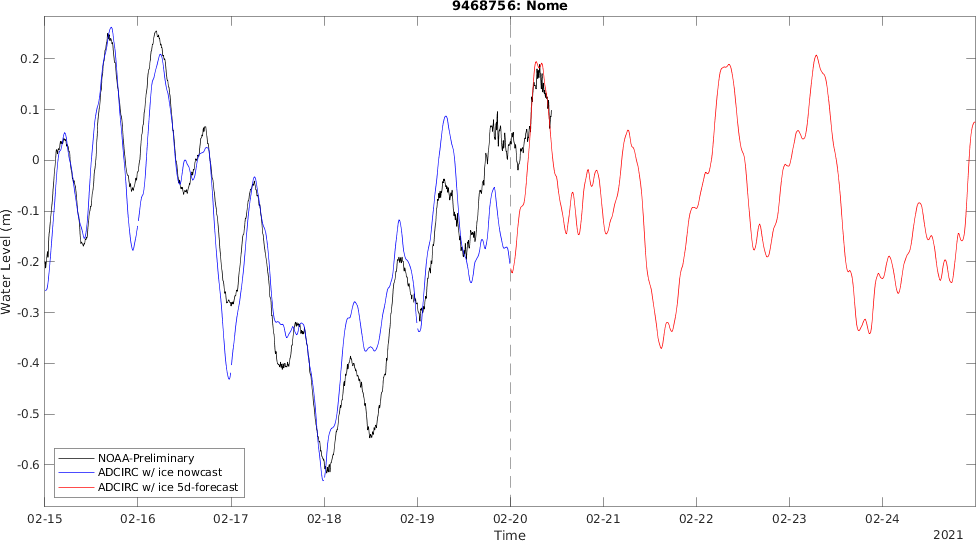 9468756: Nome
Water Level (m)
0.2
0.1
0
-0.1
-0.2
-0.3
-0.4
-0.5
-0.6
NOAA-Preliminary
ADCIRC w/ ice nowcast
ADCIRC w/ ice 5d-forecast
02-15 02-16 02-17 02-18 02-19 02-20 02-21 02-22 02-23 02-24
Time
2021